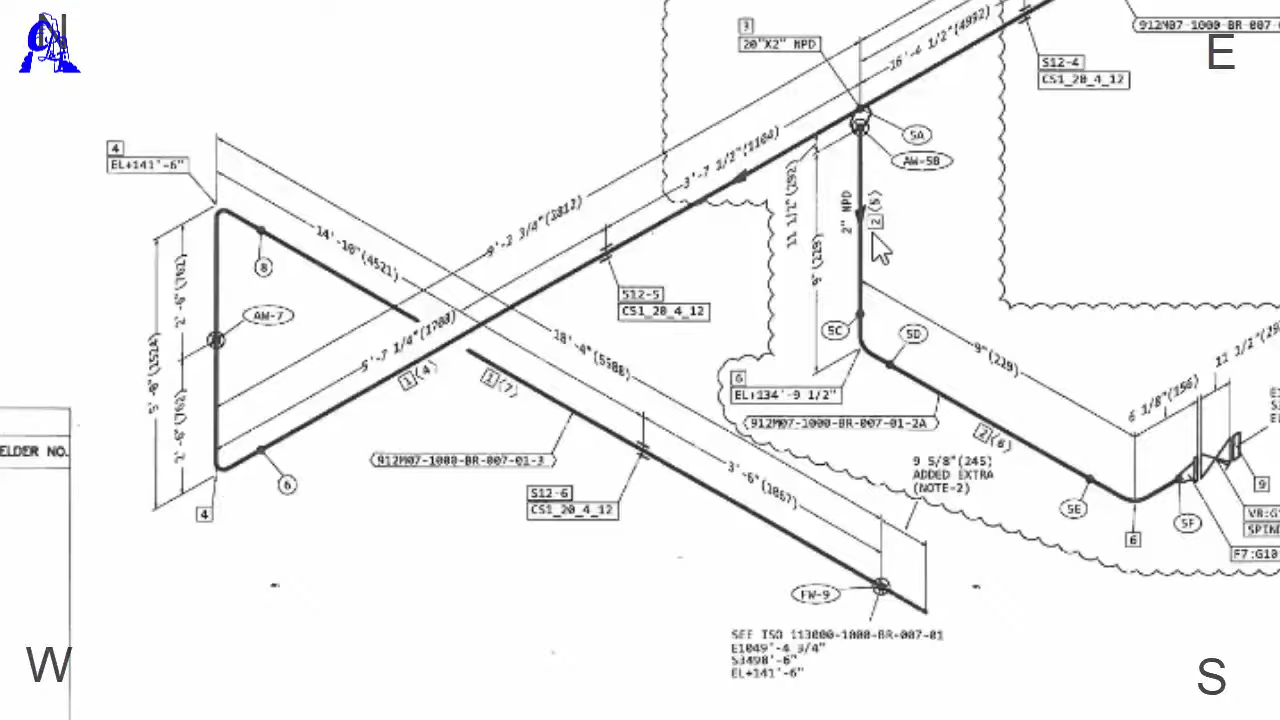 N
E
W
S
3
20"X2" NPD
16'-4 1/2"(4992)
912M07-1000-BR-007-
S12-4
CS1_20_4_12
5A
AW-5B
4
EL+141'-6"
3'-7 1/2"(1104)
11 1/2"(292)
9"(229)
2" NPD
2(5)
9'-2 3/4"(2812)
14'-10"(4521)
8
AW-7
S12-5
CS1_20_4_12
5C
5D
9"(229)
5'-7 1/4"(1708)
1(4)
18'-4"(5588)
1(7)
6
EL+134'-9 1/2"
912M07-1000-BR-007-01-2A
2(6)
6 1/8"(156)
ELDER NO.
912M07-1000-BR-007-01-3
6
4
S12-6
CS1_20_4_12
3'-6"(1067)
9 5/8"(245)
ADDED EXTRA
(NOTE-2)
5E
6
5F
9
F7:G10
SPIN
FW-9
SEE ISO 113000-1000-BR-007-01
E1049'-4 3/4"
S3498'-6"
EL+141'-6"